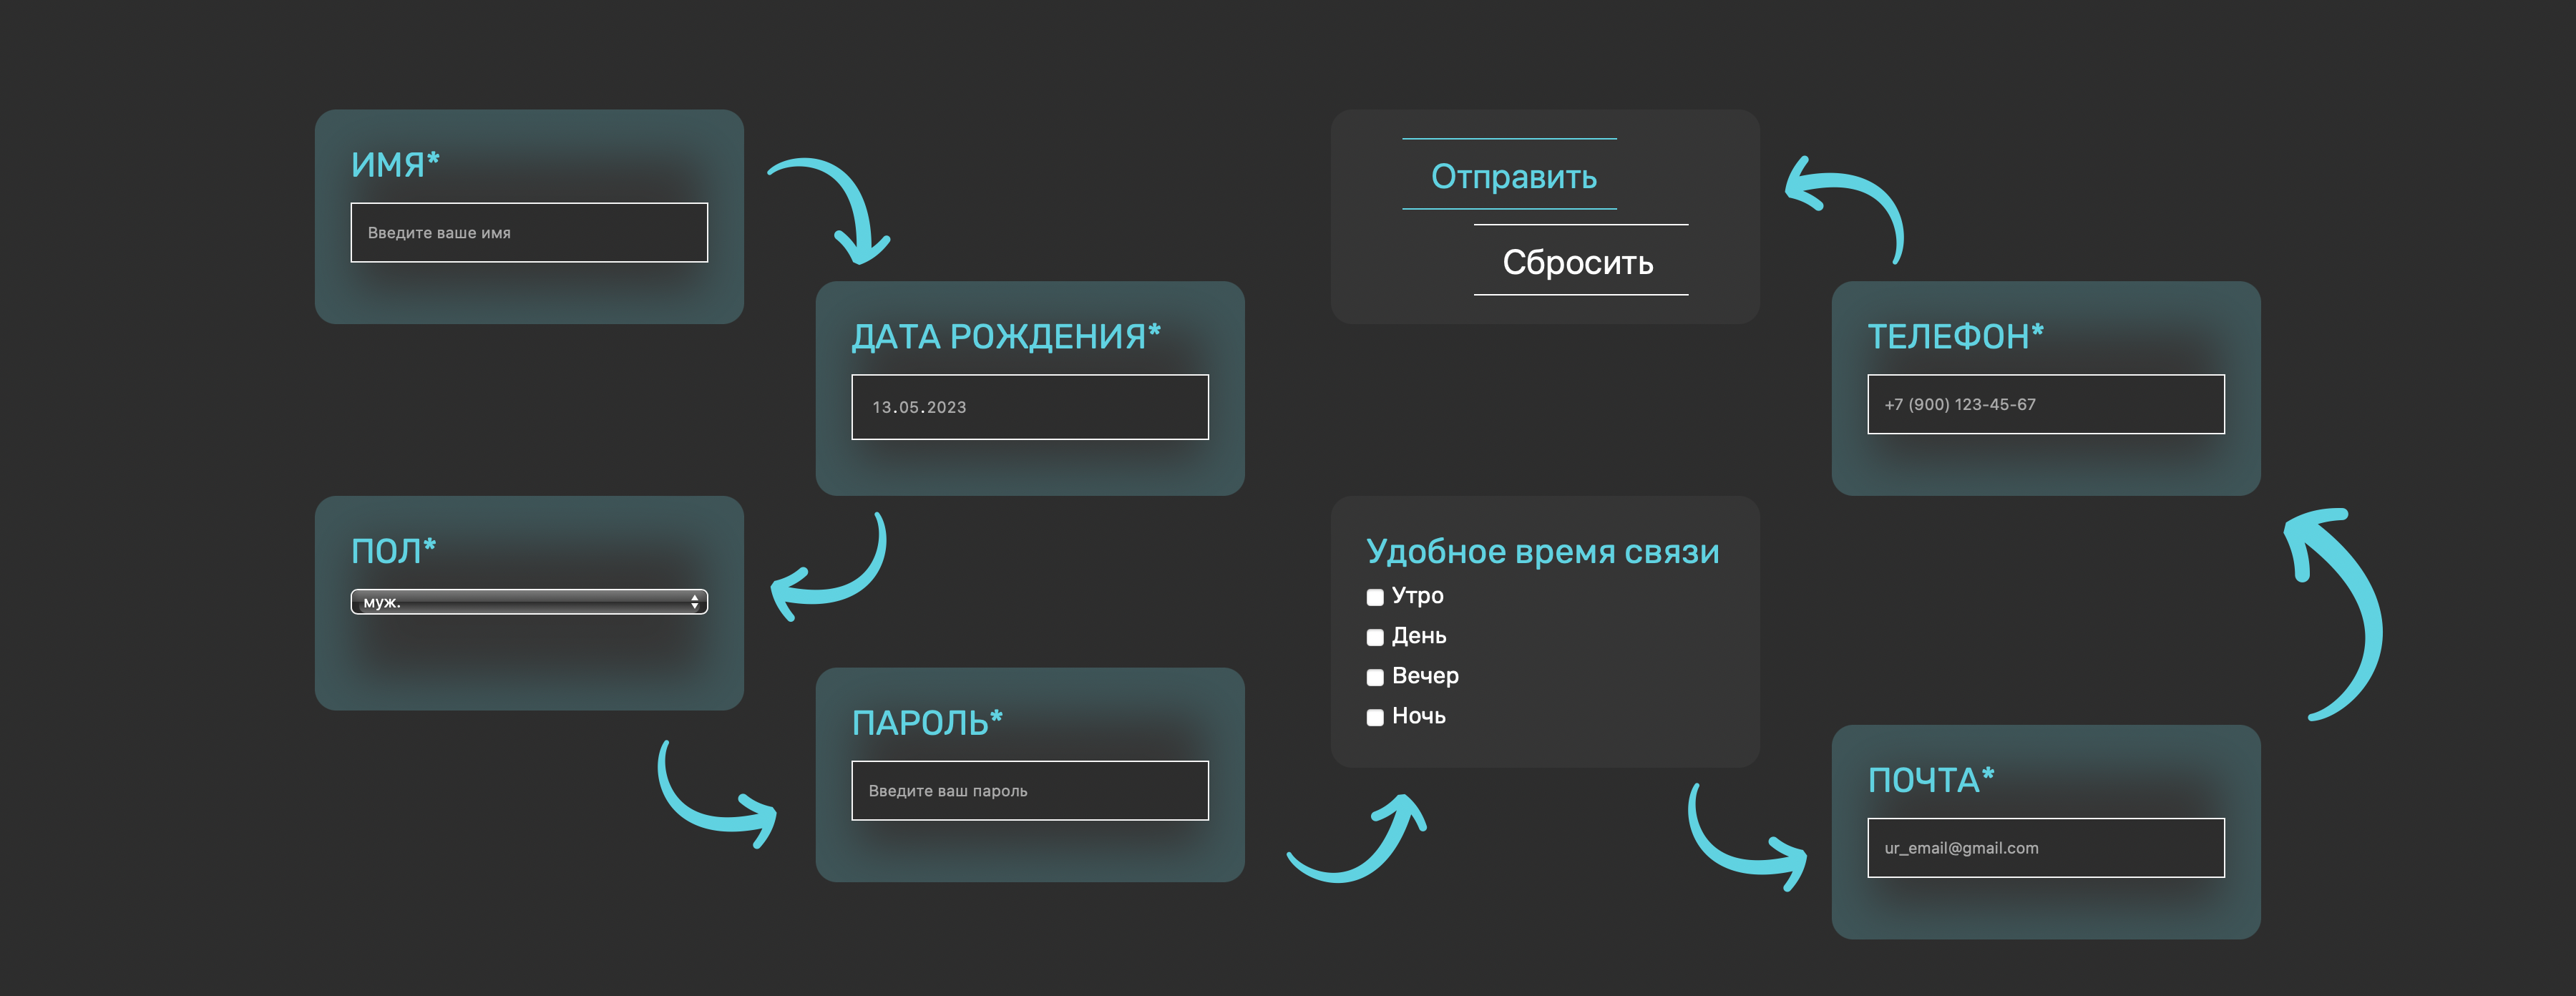 ИМЯ*
Введите ваше имя
ДАТА РОЖДЕНИЯ*
13.05.2023
ПОЛ*
муж.
ПАРОЛЬ*
Введите ваш пароль
Удобное время связи
Утро
День
Вечер
Ночь
ПОЧТА*
ur_email@gmail.com
ТЕЛЕФОН*
+7 (900) 123-45-67
Отправить
Сбросить